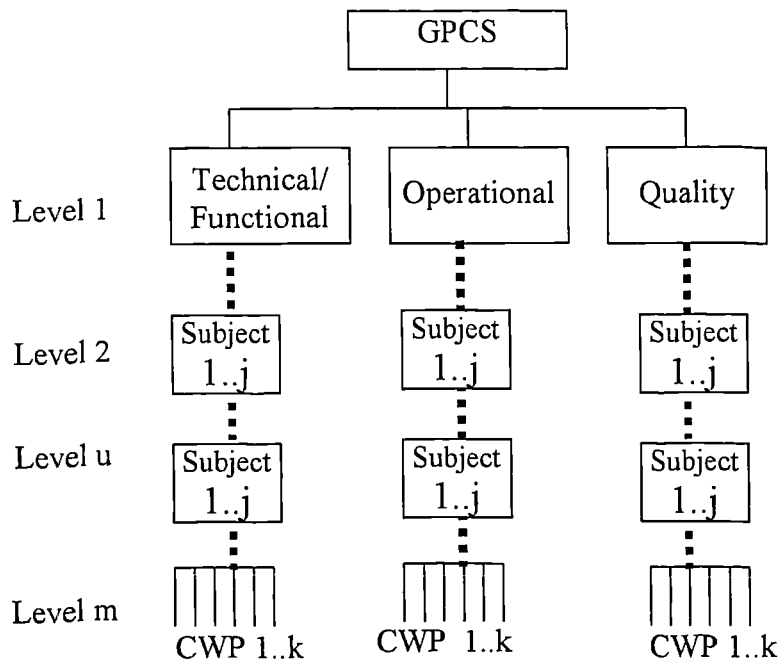 GPCS
Technical/
Functional
Operational
Quality
Level 1
Subject
1..j
Subject
1..j
Subject
1..j
Level 2
Subject
1..j
Subject
1..j
Subject
1..j
Level u
Level m
CWP 1..k
CWP 1..k
CWP 1..k